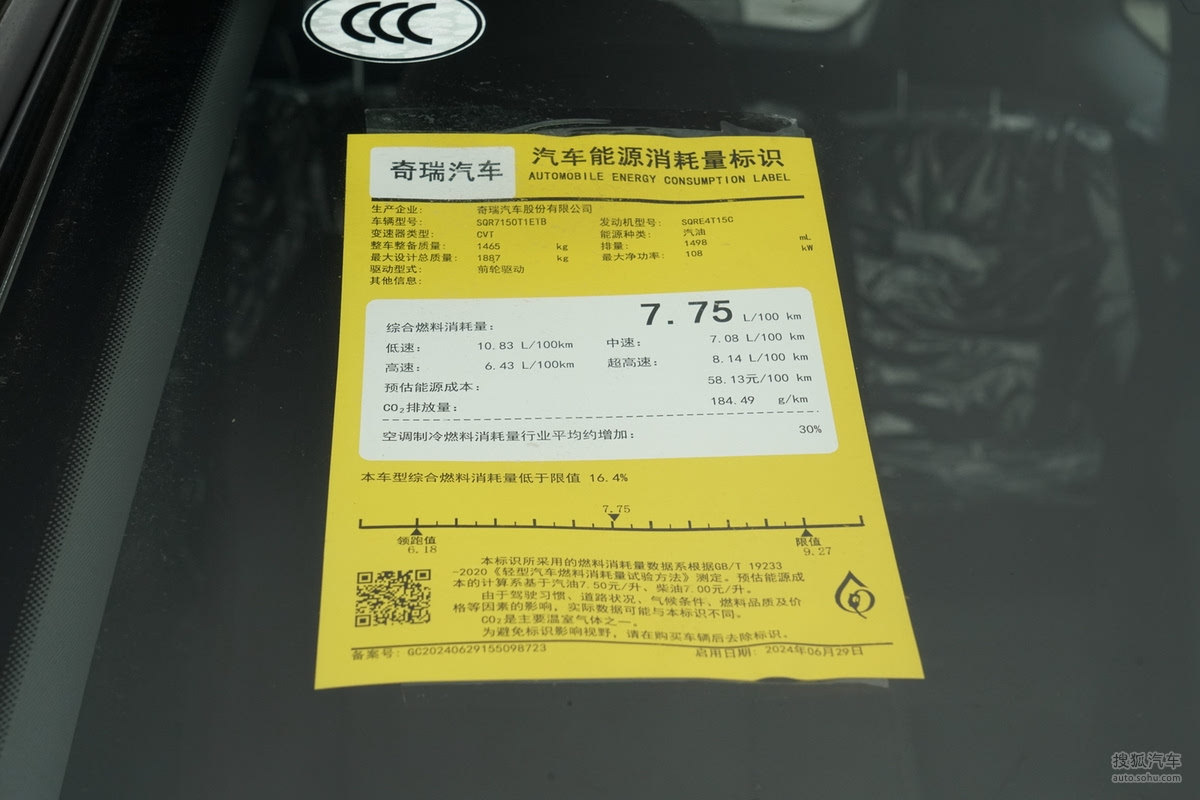 CCC
奇瑞汽车
汽车能源消耗量标识
AUTOMOBILE ENERGY CONSUMPTION LABEL
生产企业: 奇瑞汽车股份有限公司
车辆型号: SQR7150T1ETB 发动机型号: SQRE4T15C
变速器类型: CVT 能源种类: 汽油
整车整备质量: 1465 kg 排量: 1498 mL
最大设计总质量: 1887 kg 最大净功率: 108 kW
驱动型式: 前轮驱动
其他信息:
综合燃料消耗量: 7.75 L/100 km
低速: 10.83 L/100km 中速: 7.08 L/100 km
高速: 6.43 L/100km 超高速: 8.14 L/100 km
预估能源成本: 58.13元/100 km
CO₂排放量: 184.49 g/km
空调制冷燃料消耗量行业平均约增加: 30%
本车型综合燃料消耗量低于限值 16.4%
7.75
领跑值 限值
6.18 9.27
本标识所采用的燃料消耗量数据系根据GB/T 19233
-2020《轻型汽车燃料消耗量试验方法》测定。预估能源成
本的计算系基于汽油7.50元/升、柴油7.00元/升。
由于驾驶习惯、道路状况、气候条件、燃料品质及价
格等因素的影响，实际数据可能与本标识不同。
CO₂是主要温室气体之一。
为避免标识影响视野，请在购买车辆后去除标识。
备案号: GC20240629155098723 启用日期: 2024年06月29日
搜狐汽车
auto.sohu.com